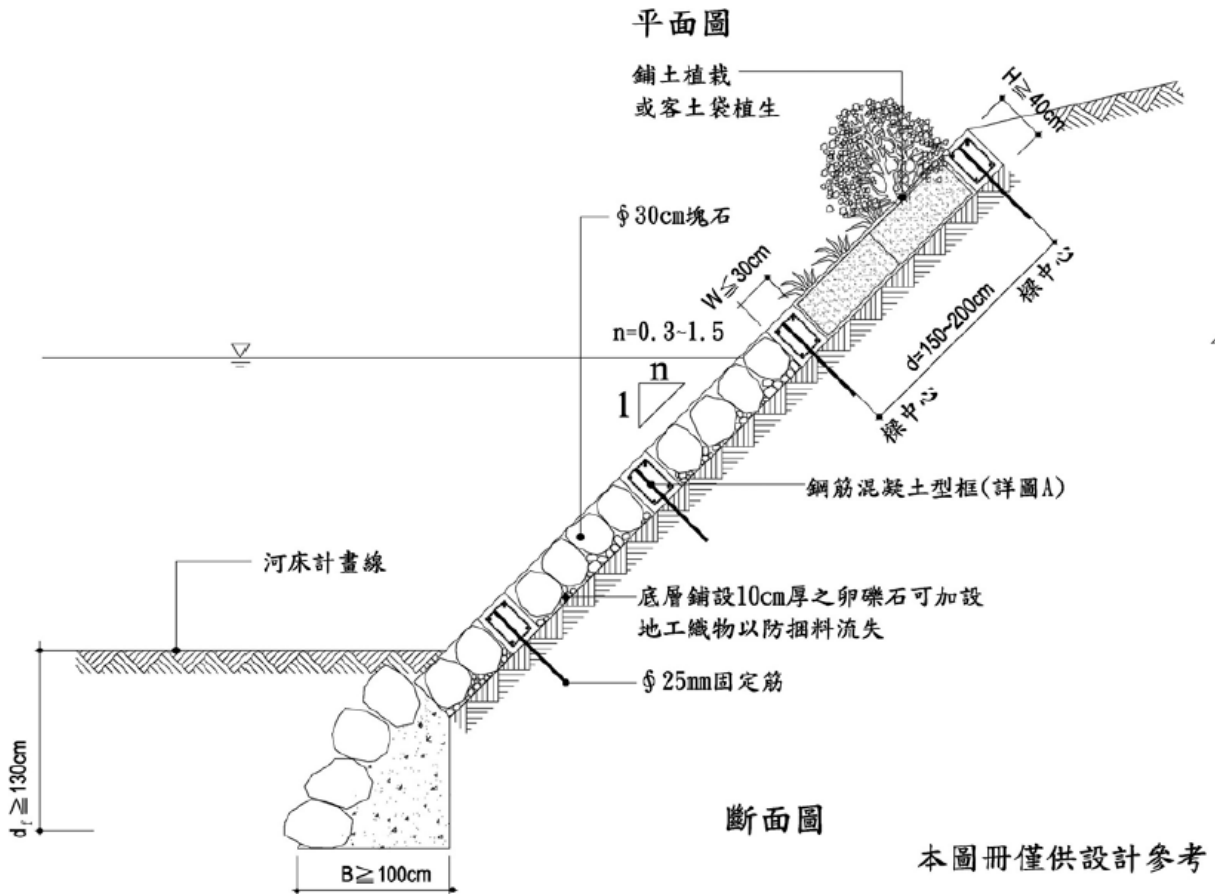 平面圖
鋪土植栽
或客土袋植生
H≧40cm
∮30cm塊石
W≦30cm
n=0.3~1.5
n
1
d=150~200cm
樑中心
樑中心
鋼筋混凝土型框(詳圖A)
河床計畫線
底層鋪設10cm厚之卵礫石可加設
地工織物以防捆料流失
∮25mm固定筋
df≧130cm
B≧100cm
斷面圖
本圖冊僅供設計參考